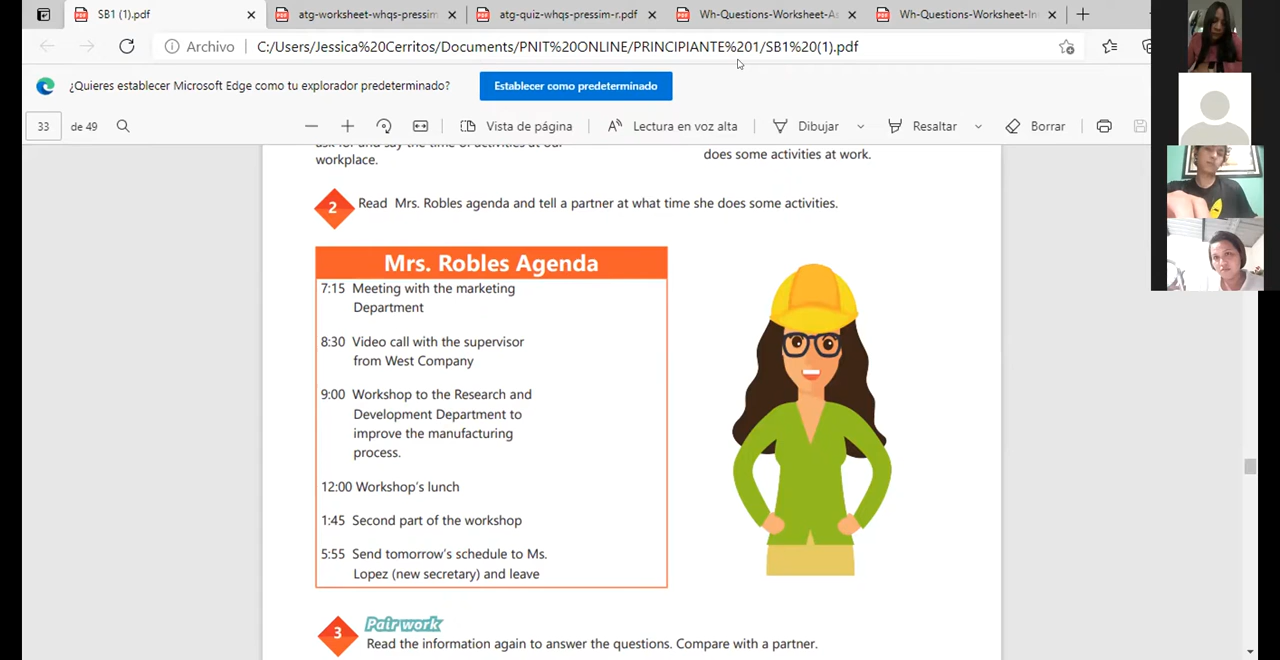 SB1 (1).pdf
atg-worksheet-whqs-pressim
atg-quiz-whqs-pressim-r.pdf
Wh-Questions-Worksheet-As
Wh-Questions-Worksheet-In
Archivo
C:/Users/Jessica%20Cerritos/Documents/PNIT%20ONLINE/PRINCIPIANTE%201/SB1%20(1).pdf
¿Quieres establecer Microsoft Edge como tu explorador predeterminado?
Establecer como predeterminado
33 de 49
Vista de página
Lectura en voz alta
Dibujar
Resaltar
Borrar
workplace.
does some activities at work.
2 Read Mrs. Robles agenda and tell a partner at what time she does some activities.
Mrs. Robles Agenda
7:15 Meeting with the marketing
Department
8:30 Video call with the supervisor
from West Company
9:00 Workshop to the Research and
Development Department to
improve the manufacturing
process.
12:00 Workshop's lunch
1:45 Second part of the workshop
5:55 Send tomorrow's schedule to Ms.
Lopez (new secretary) and leave
3 Pair work
Read the information again to answer the questions. Compare with a partner.